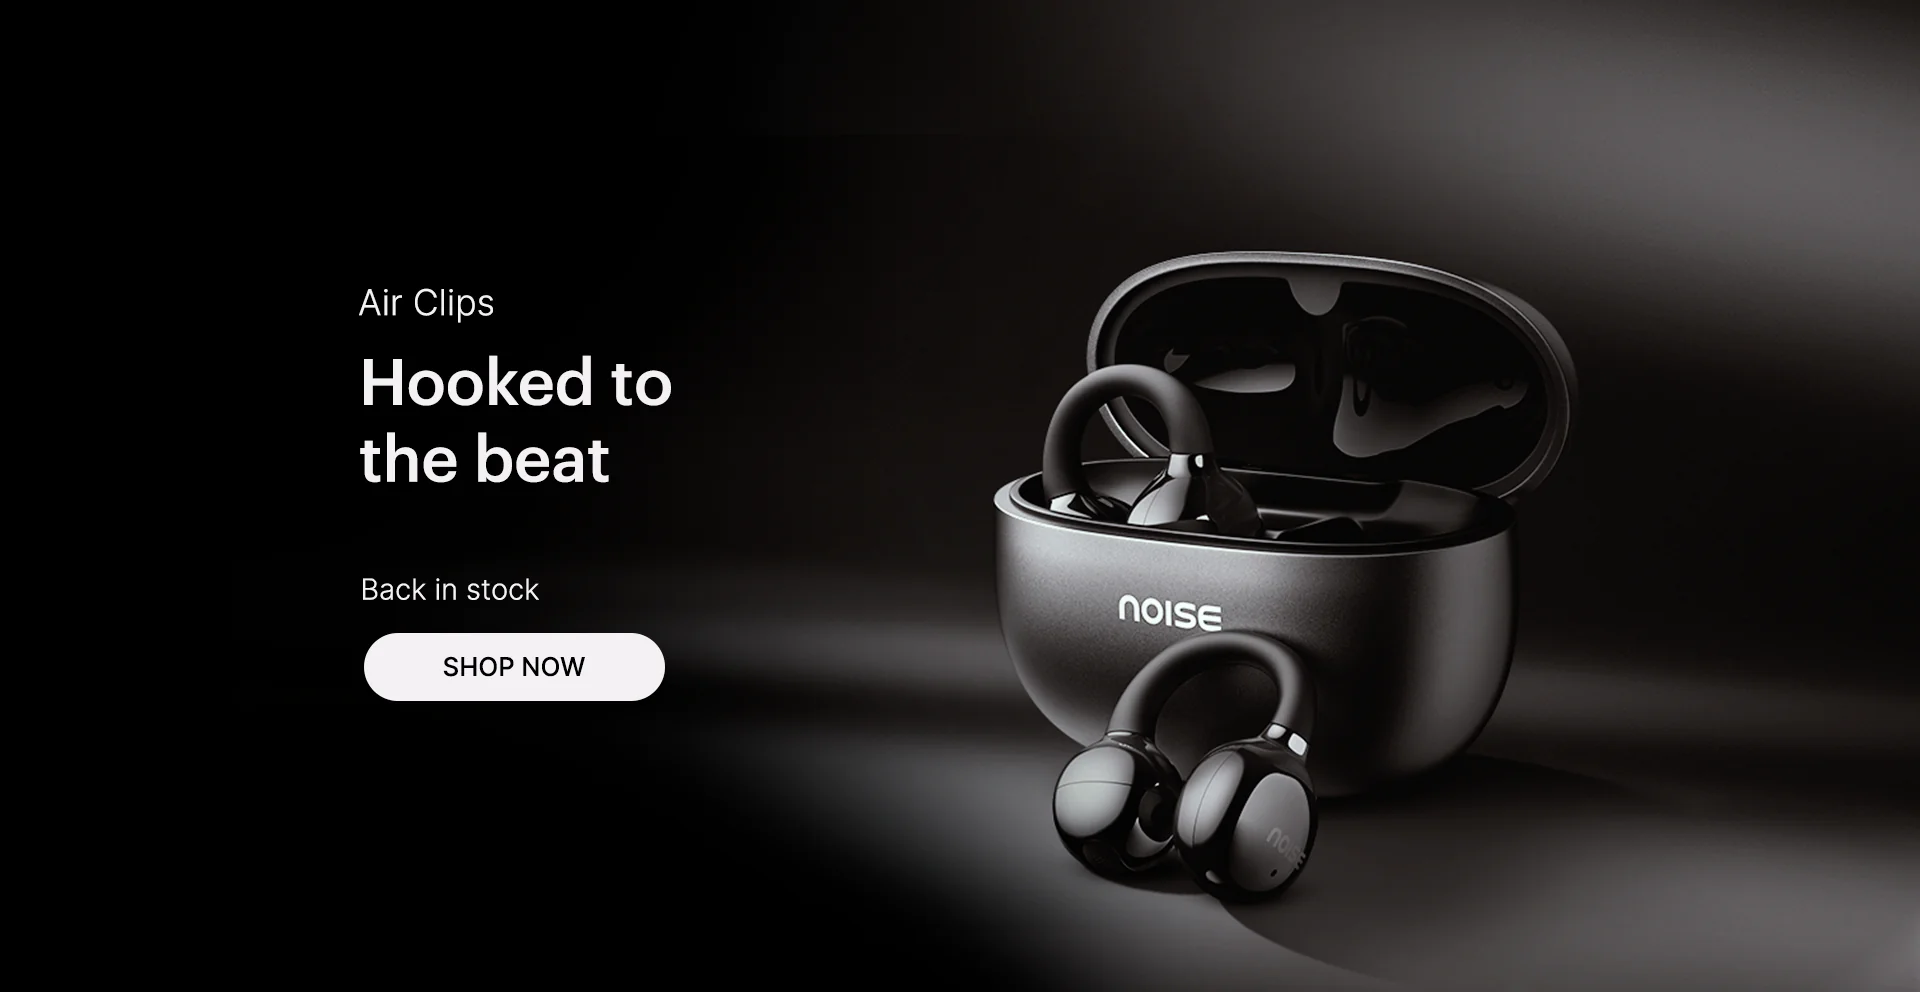 Air Clips
Hooked to
the beat
Back in stock
SHOP NOW
NOISE
NOISE